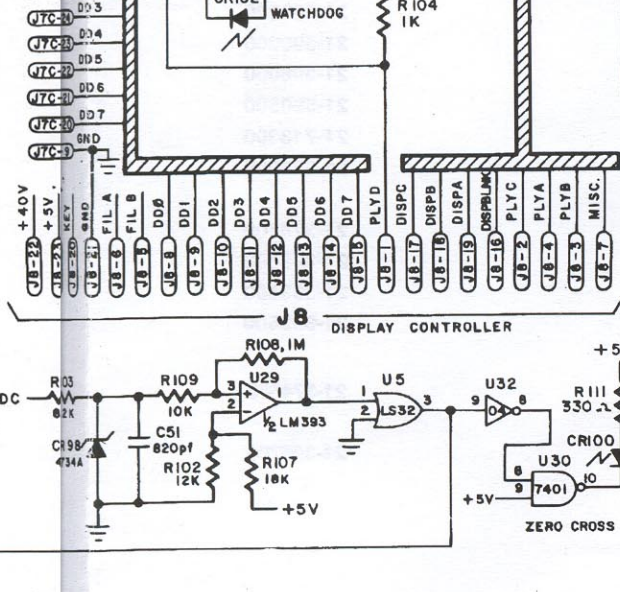 DD3
J7C-24
WATCHDOG
R104
1K
J7C-23
DD4
J7C-22
DD5
J7C-21
DD6
J7C-20
DD7
J7C-9
GND
+40V
+5V
KEY
GND
FIL A
FIL B
DDØ
DD1
DD2
DD3
DD4
DD5
DD6
DD7
PLYD
DISPC
DISPB
DISPA
DISPBLNK
PLYC
PLYA
PLYB
MISC.
J8-22
J8-20
J8-21
J8-6
J8-5
J8-8
J8-9
J8-10
J8-11
J8-12
J8-13
J8-14
J8-15
J8-1
J8-17
J8-18
J8-19
J8-16
J8-2
J8-4
J8-3
J8-7
J8
DISPLAY CONTROLLER
R108, 1M
+5
DC
R109
10K
U29
3
+
2
-
1
½ LM393
U5
1
2
LS32
3
U32
9
04
8
R111
330 Ω
C51
820pf
CR98
4734A
R102
12K
R107
18K
+5V
CR100
U30
8
9
7401
10
+5V
ZERO CROSS